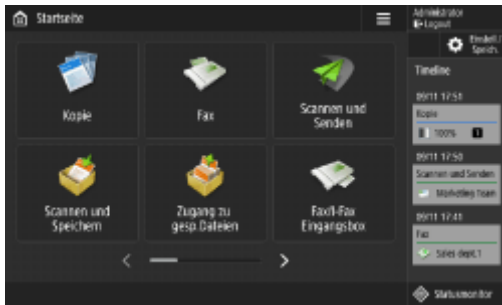 Startseite
Administrator
Logout
Einstell./
Speich.
Timeline
Kopie
Fax
Scannen und
Senden
Scannen und
Speichern
Zugang zu
gesp.Dateien
Fax/I-Fax
Eingangsbox
09/11 17:51
Kopie
100% 1
09/11 17:50
Scannen und Senden
Marketing Team
09/11 17:41
Fax
Sales dept.1
Statusmonitor